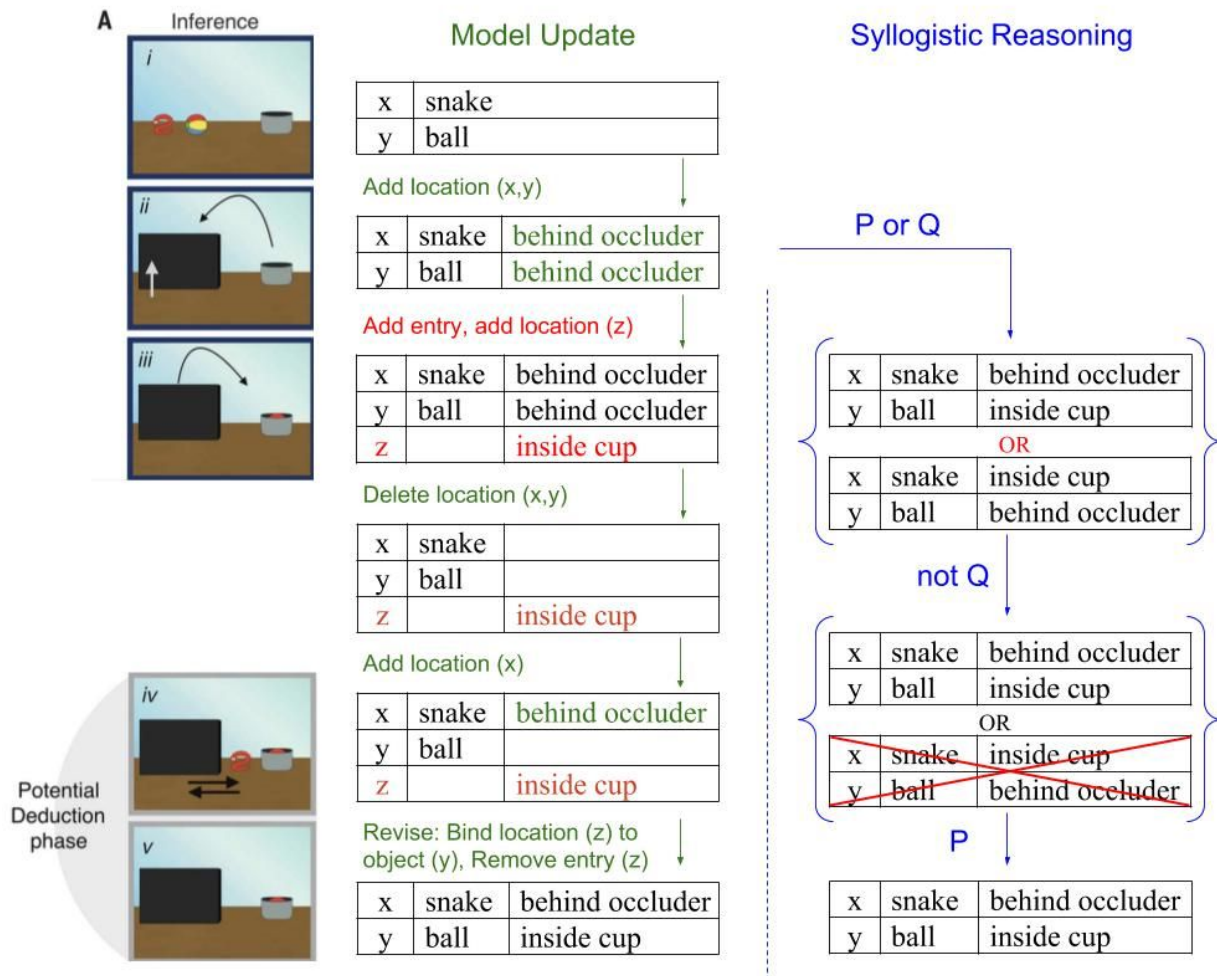 A
Inference
i
ii
iii
Potential
Deduction
phase
iv
v
Model Update
x snake
y ball
Add location (x,y)
x snake behind occluder
y ball behind occluder
Add entry, add location (z)
x snake behind occluder
y ball behind occluder
z inside cup
Delete location (x,y)
x snake
y ball
z inside cup
Add location (x)
x snake behind occluder
y ball
z inside cup
Revise: Bind location (z) to
object (y), Remove entry (z)
x snake behind occluder
y ball inside cup
Syllogistic Reasoning
P or Q
x snake behind occluder
y ball inside cup
OR
x snake inside cup
y ball behind occluder
not Q
x snake behind occluder
y ball inside cup
OR
x snake inside cup
y ball behind occluder
P
x snake behind occluder
y ball inside cup